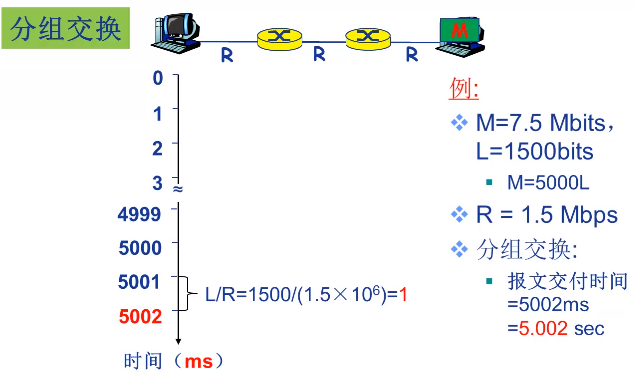 分组交换
M
R
R
R
0
1
2
3
≈
4999
5000
5001
5002
L/R=1500/(1.5×10⁶)=1
时间（ms）
例:
M=7.5 Mbits，
L=1500bits
M=5000L
R = 1.5 Mbps
分组交换:
报文交付时间
=5002ms
=5.002 sec